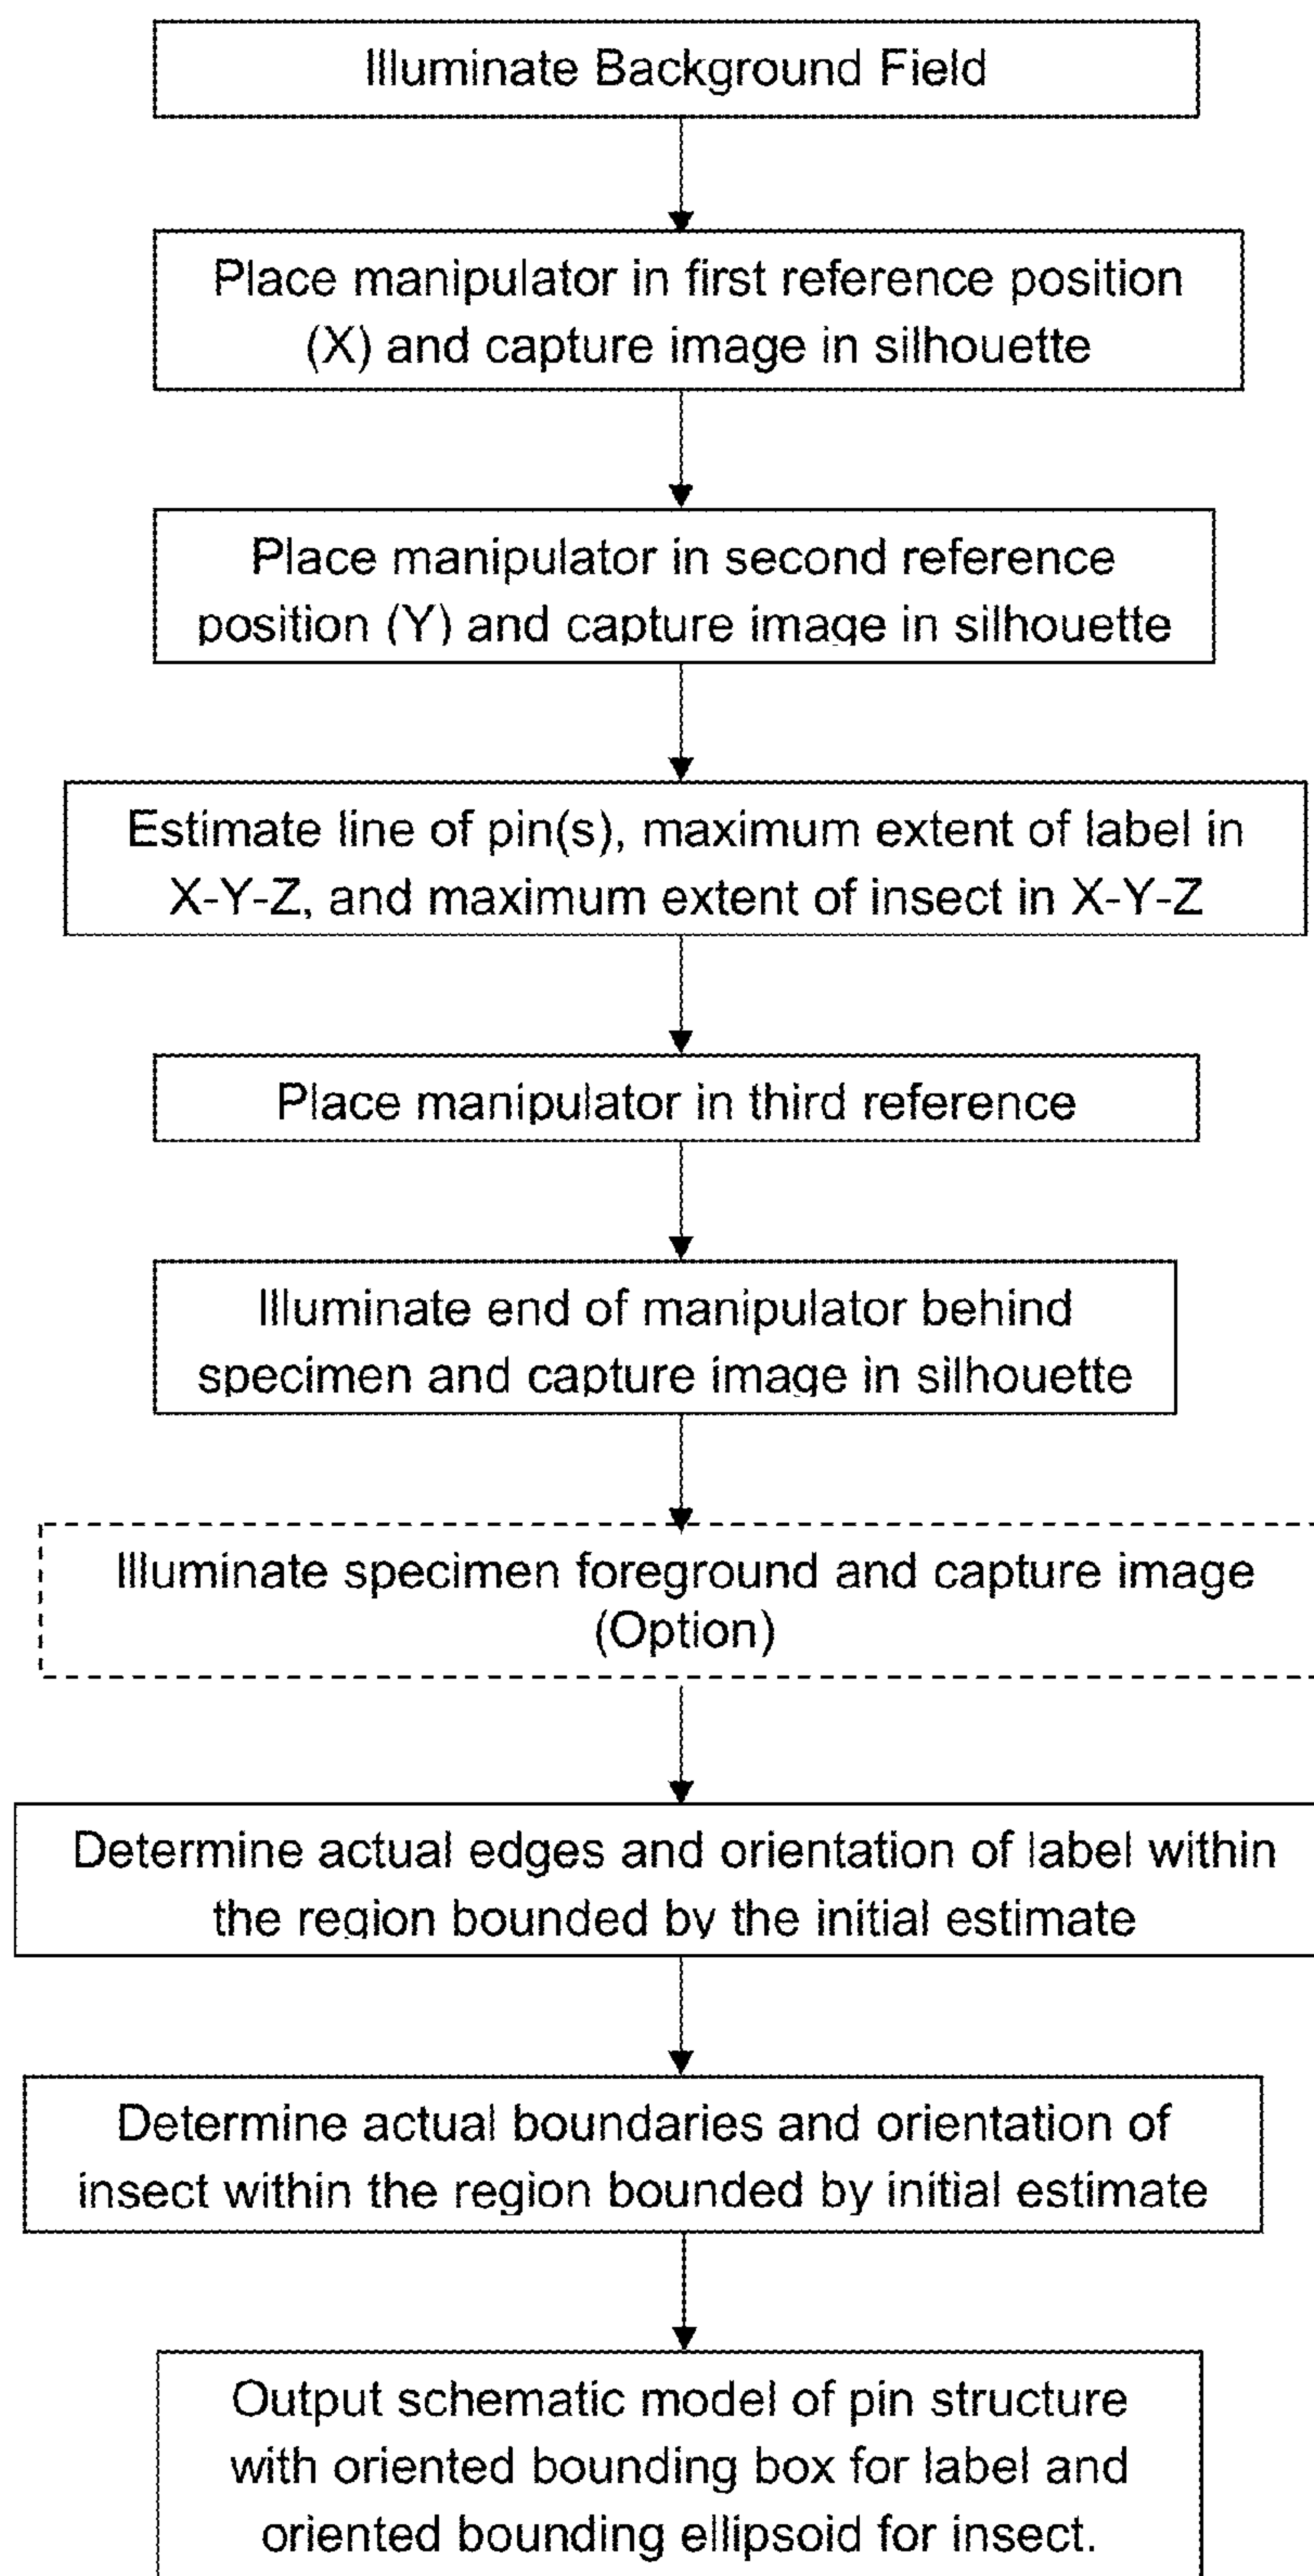 Illuminate Background Field
Place manipulator in first reference position
(X) and capture image in silhouette
Place manipulator in second reference
position (Y) and capture image in silhouette
Estimate line of pin(s), maximum extent of label in
X-Y-Z, and maximum extent of insect in X-Y-Z
Place manipulator in third reference
Illuminate end of manipulator behind
specimen and capture image in silhouette
Illuminate specimen foreground and capture image
(Option)
Determine actual edges and orientation of label within
the region bounded by the initial estimate
Determine actual boundaries and orientation of
insect within the region bounded by initial estimate
Output schematic model of pin structure
with oriented bounding box for label and
oriented bounding ellipsoid for insect.